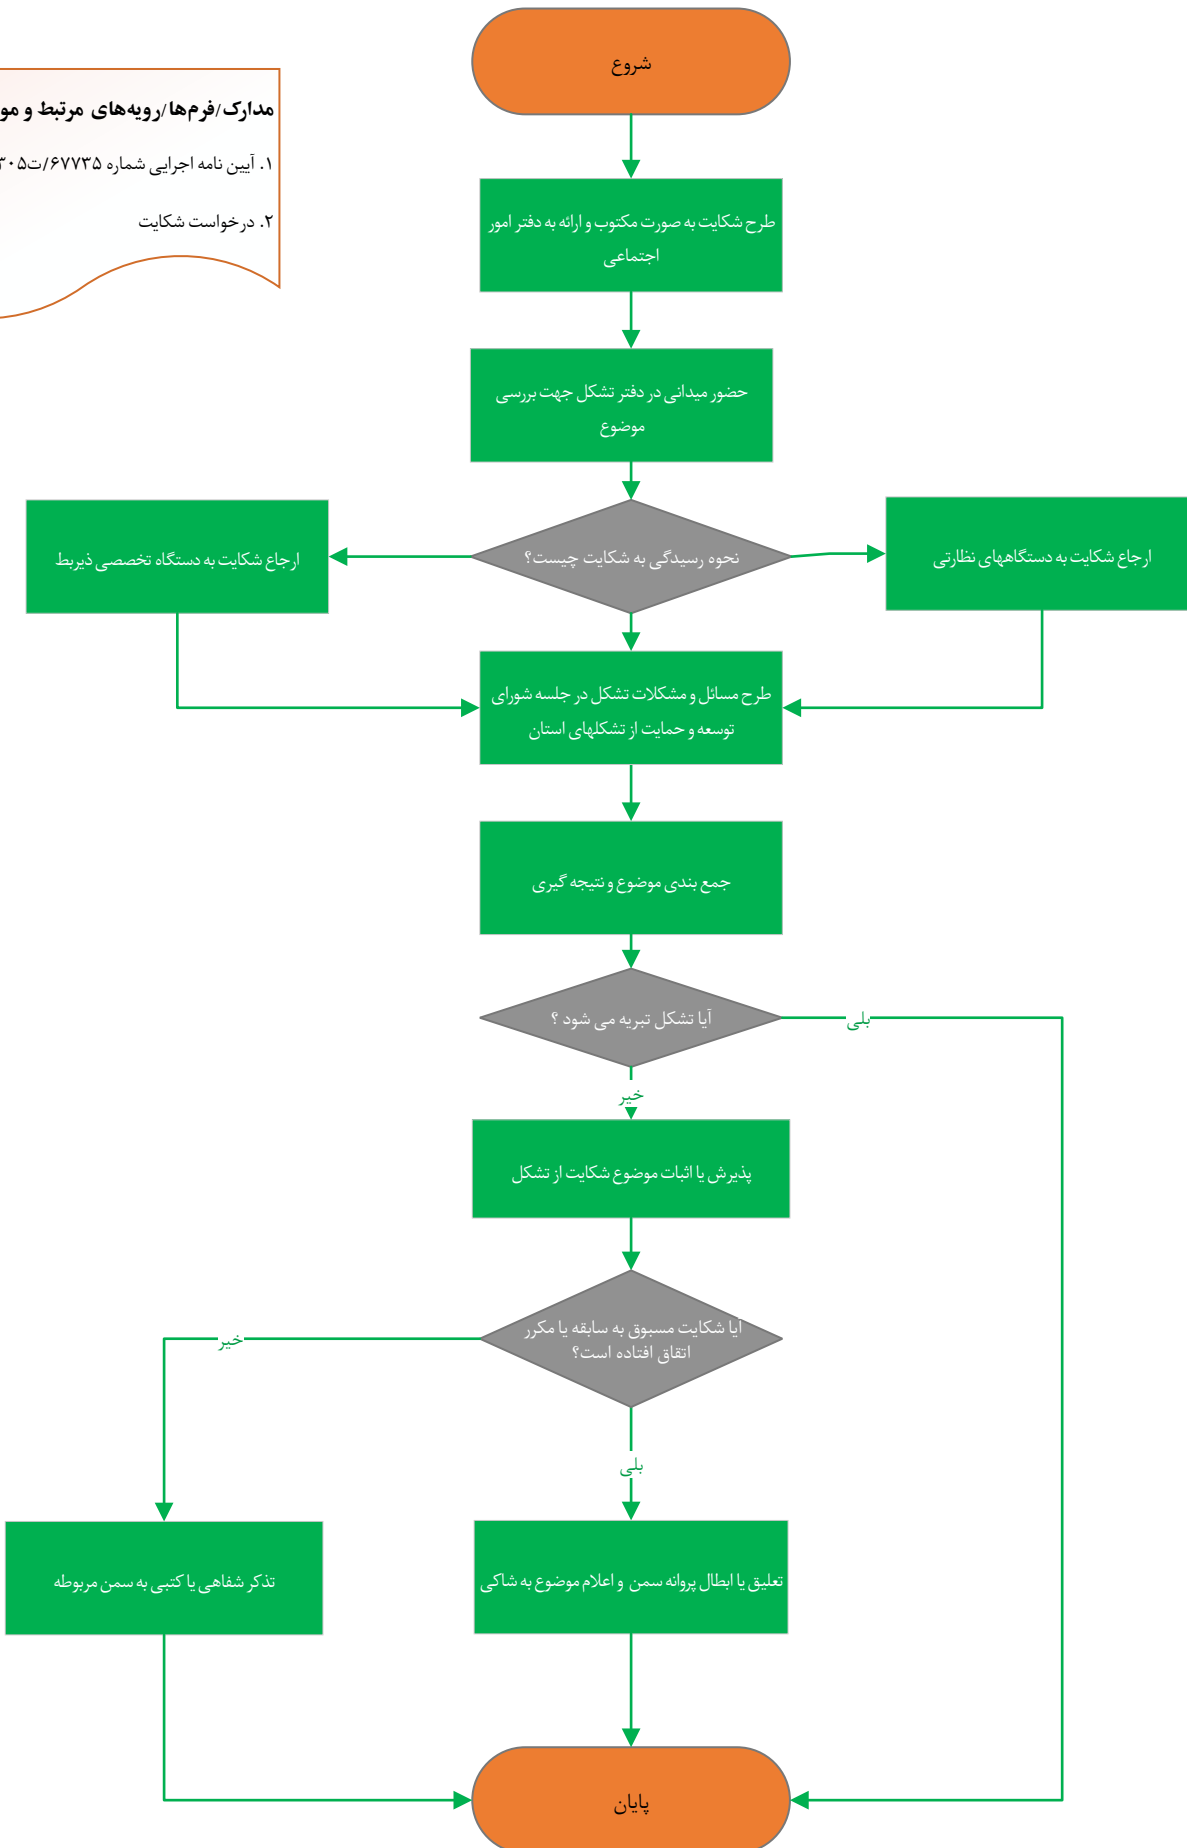 شروع
مدارک/فرم‌ها/رویه‌های مرتبط و
۱. آیین نامه اجرایی شماره
۲. درخواست شکایت
طرح شکایت به صورت مکتوب و ارائه به دفتر امور
اجتماعی
حضور میدانی در دفتر تشکل جهت بررسی
موضوع
ارجاع شکایت به دستگاههای نظارتی
نحوه رسیدگی به شکایت چیست؟
ارجاع شکایت به دستگاه تخصصی ذیربط
طرح مسائل و مشکلات تشکل در جلسه شورای
توسعه و حمایت از تشکلهای استان
جمع بندی موضوع و نتیجه گیری
آیا تشکل تبریه می شود ؟
بلی
خیر
پذیرش یا اثبات موضوع شکایت از تشکل
آیا شکایت مسبوق به سابقه یا مکرر
اتفاق افتاده است؟
خیر
بلی
تعلیق یا ابطال پروانه سمن و اعلام موضوع به شاکی
تذکر شفاهی یا کتبی به سمن مربوطه
پایان